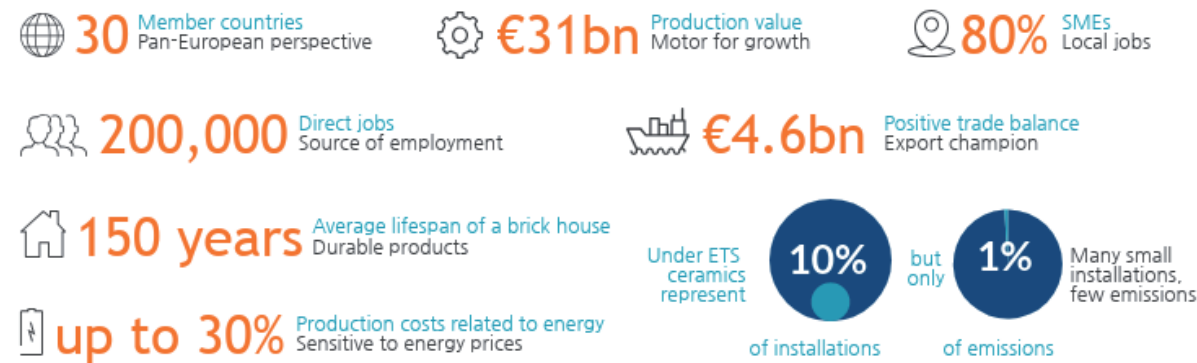 30 Member countries
Pan-European perspective
€31bn Production value
Motor for growth
80% SMEs
Local jobs
200,000 Direct jobs
Source of employment
€4.6bn Positive trade balance
Export champion
150 years Average lifespan of a brick house
Durable products
Under ETS
ceramics
represent
10%
of installations
but
only
1%
of emissions
Many small
installations,
few emissions
up to 30% Production costs related to energy
Sensitive to energy prices